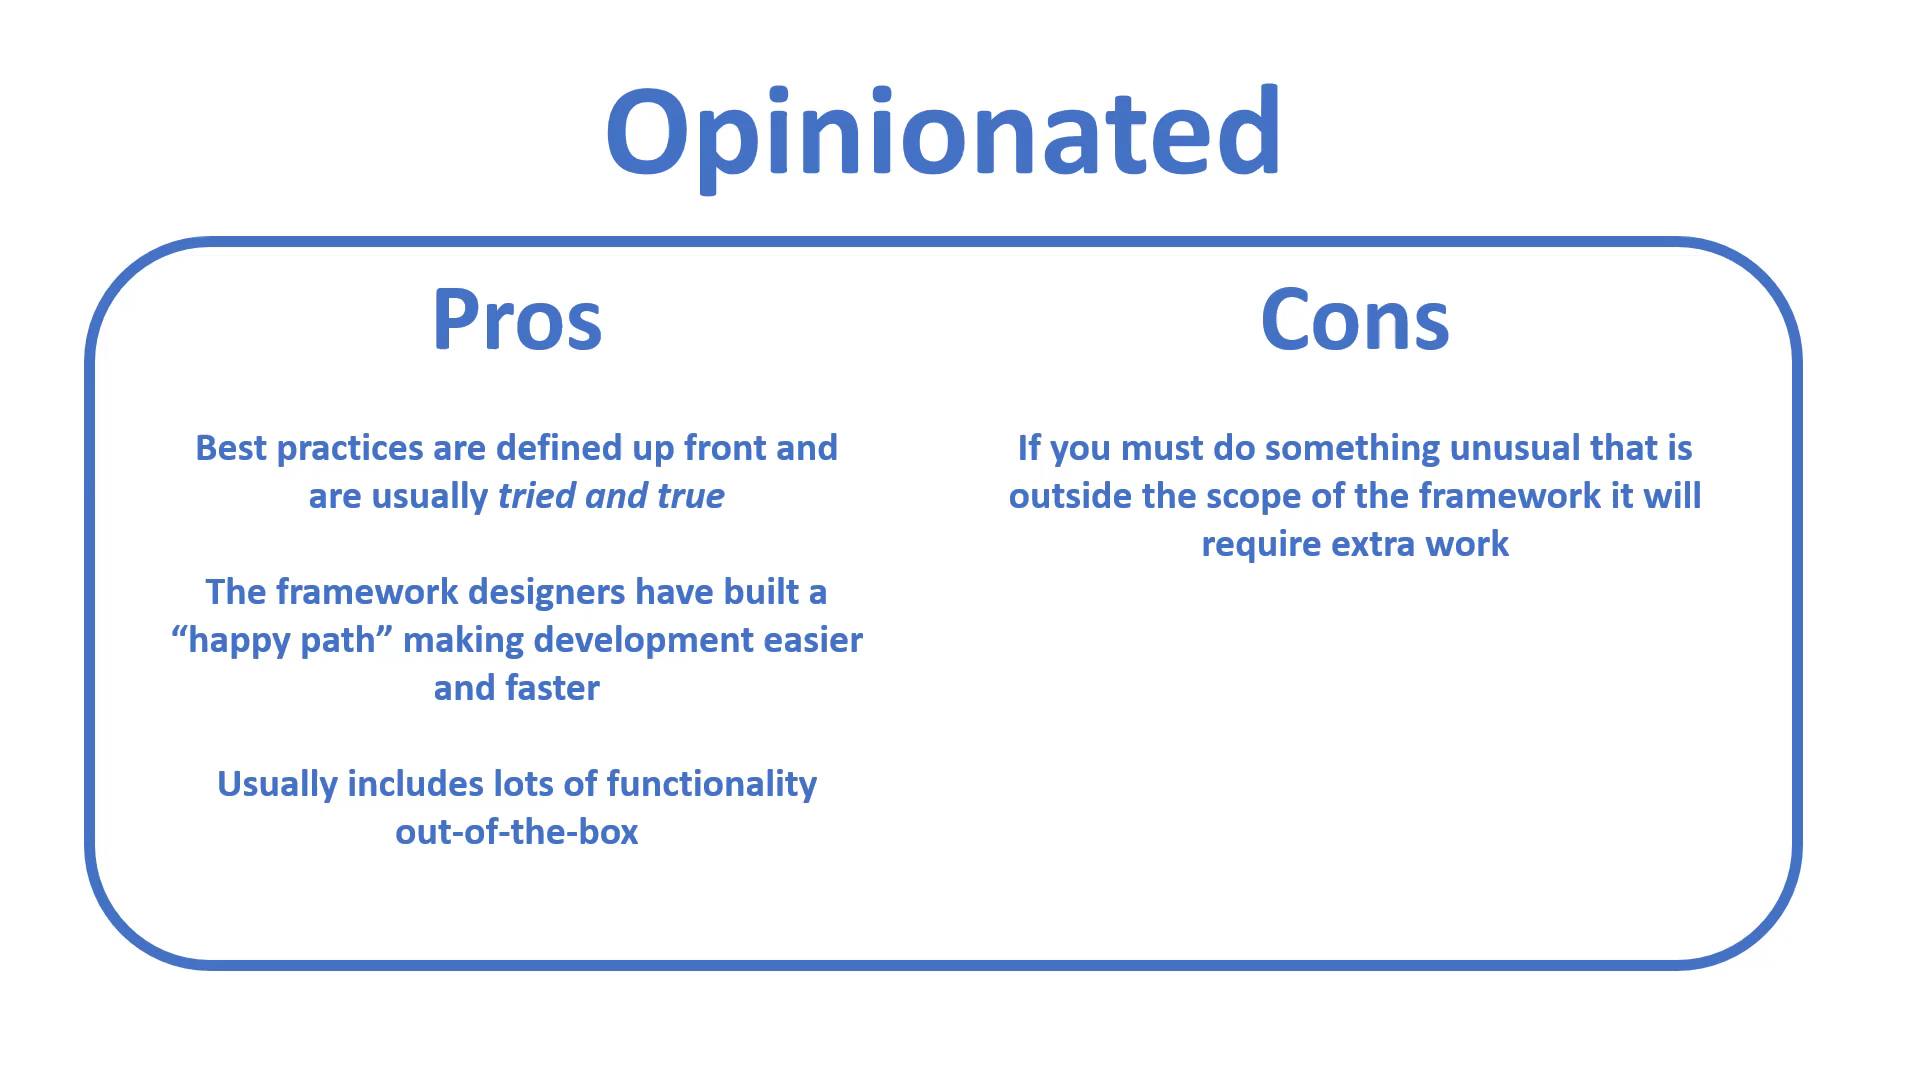 Opinionated
Pros
Best practices are defined up front and
are usually tried and true
The framework designers have built a
“happy path” making development easier
and faster
Usually includes lots of functionality
out-of-the-box
Cons
If you must do something unusual that is
outside the scope of the framework it will
require extra work